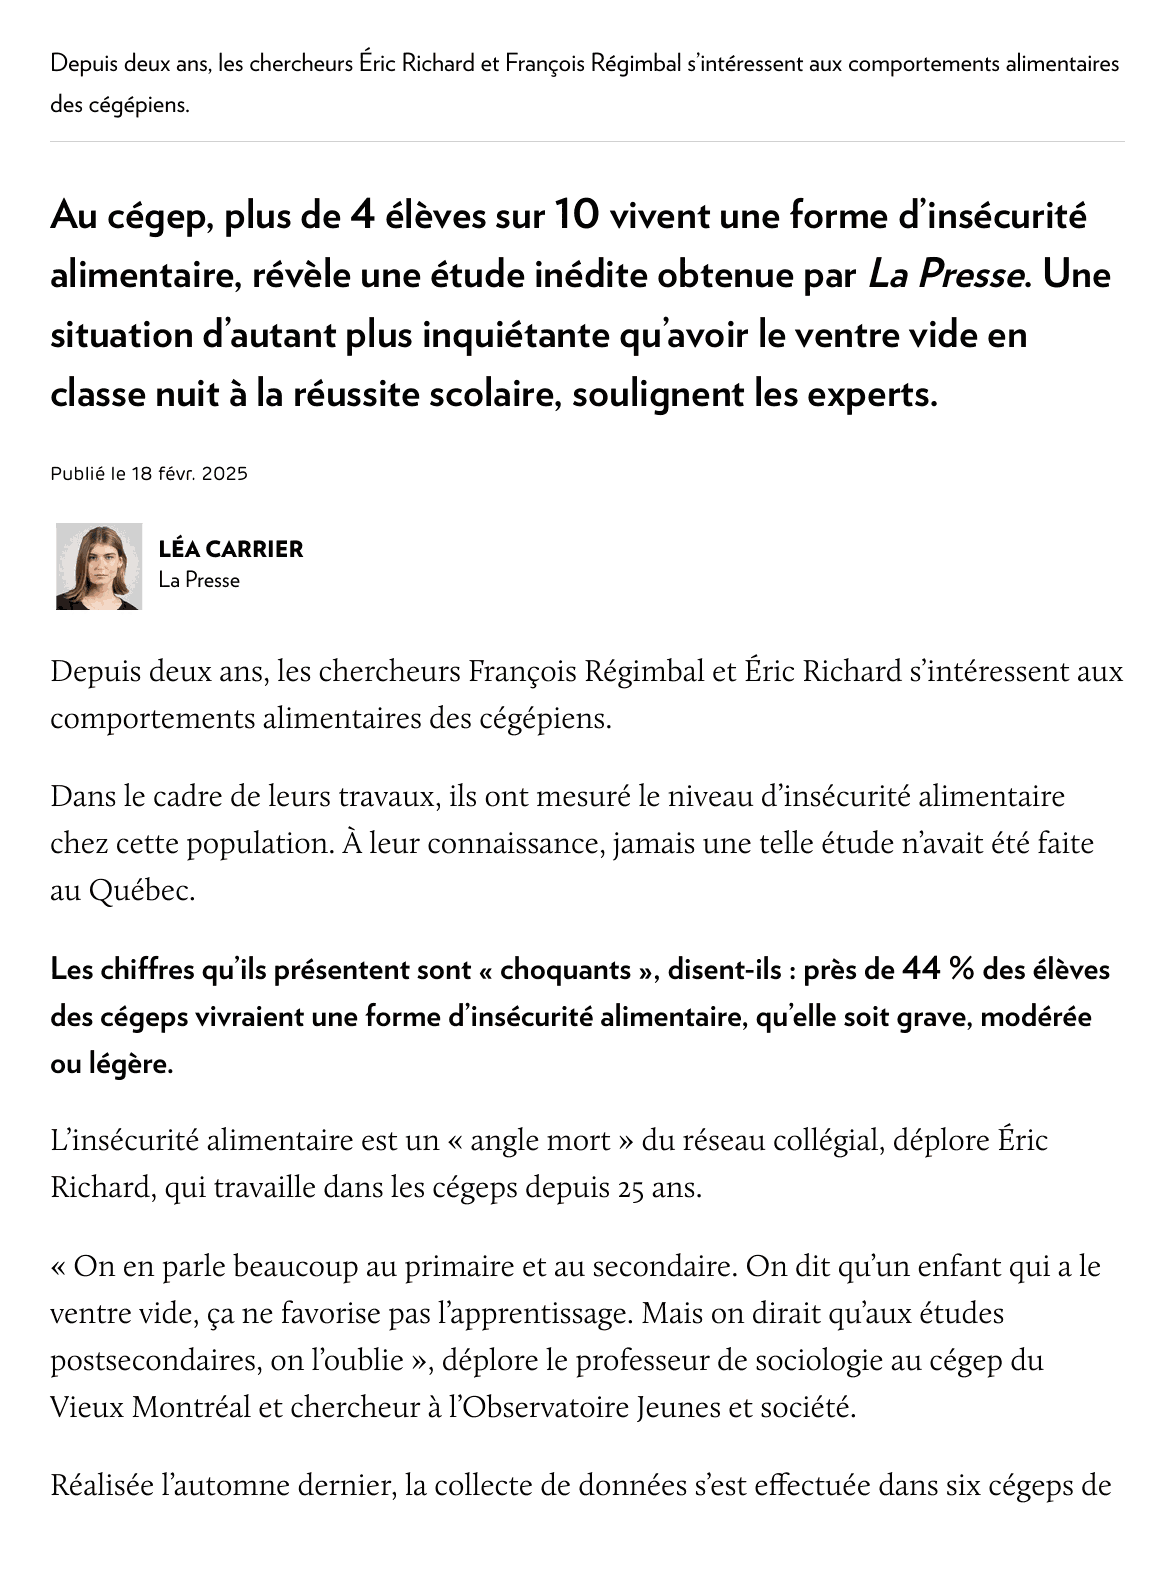 Depuis deux ans, les chercheurs Éric Richard et François Régimbal s’intéressent aux comportements alimentaires
des cégépiens.
Au cégep, plus de 4 élèves sur 10 vivent une forme d’insécurité
alimentaire, révèle une étude inédite obtenue par La Presse. Une
situation d’autant plus inquiétante qu’avoir le ventre vide en
classe nuit à la réussite scolaire, soulignent les experts.
Publié le 18 févr. 2025
LÉA CARRIER
La Presse
Depuis deux ans, les chercheurs François Régimbal et Éric Richard s’intéressent aux
comportements alimentaires des cégépiens.
Dans le cadre de leurs travaux, ils ont mesuré le niveau d’insécurité alimentaire
chez cette population. À leur connaissance, jamais une telle étude n’avait été faite
au Québec.
Les chiffres qu’ils présentent sont « choquants », disent-ils : près de 44 % des élèves
des cégeps vivraient une forme d’insécurité alimentaire, qu’elle soit grave, modérée
ou légère.
L’insécurité alimentaire est un « angle mort » du réseau collégial, déplore Éric
Richard, qui travaille dans les cégeps depuis 25 ans.
« On en parle beaucoup au primaire et au secondaire. On dit qu’un enfant qui a le
ventre vide, ça ne favorise pas l’apprentissage. Mais on dirait qu’aux études
postsecondaires, on l’oublie », déplore le professeur de sociologie au cégep du
Vieux Montréal et chercheur à l’Observatoire Jeunes et société.
Réalisée l’automne dernier, la collecte de données s’est effectuée dans six cégeps de